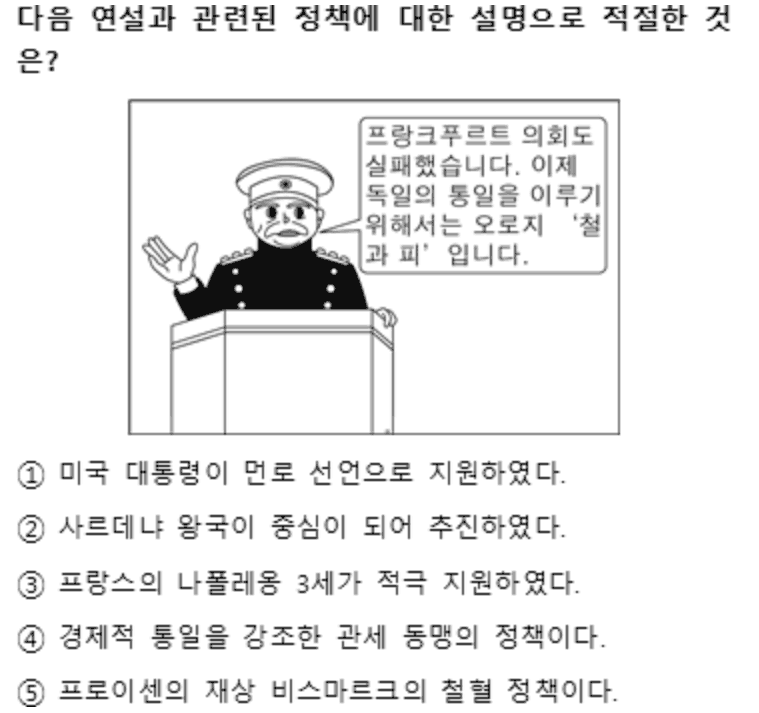 다음 연설과 관련된 정책에 대한 설명으로 적절한 것
은?
프랑크푸르트 의회도
실패했습니다. 이제
독일의 통일을 이루기
위해서는 오로지 ‘철
과 피’ 입니다.
① 미국 대통령이 먼로 선언으로 지원하였다.
② 사르데냐 왕국이 중심이 되어 추진하였다.
③ 프랑스의 나폴레옹 3세가 적극 지원하였다.
④ 경제적 통일을 강조한 관세 동맹의 정책이다.
⑤ 프로이센의 재상 비스마르크의 철혈 정책이다.